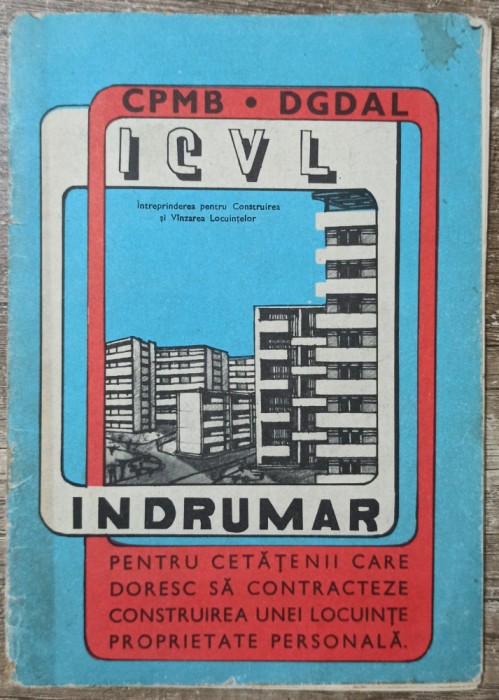 CPMB • DGDAL
ICVL
Întreprinderea pentru Construirea
și Vînzarea Locuințelor
INDRUMAR
PENTRU CETĂȚENII CARE
DORESC SĂ CONTRACTEZE
CONSTRUIREA UNEI LOCUINȚE
PROPRIETATE PERSONALĂ.